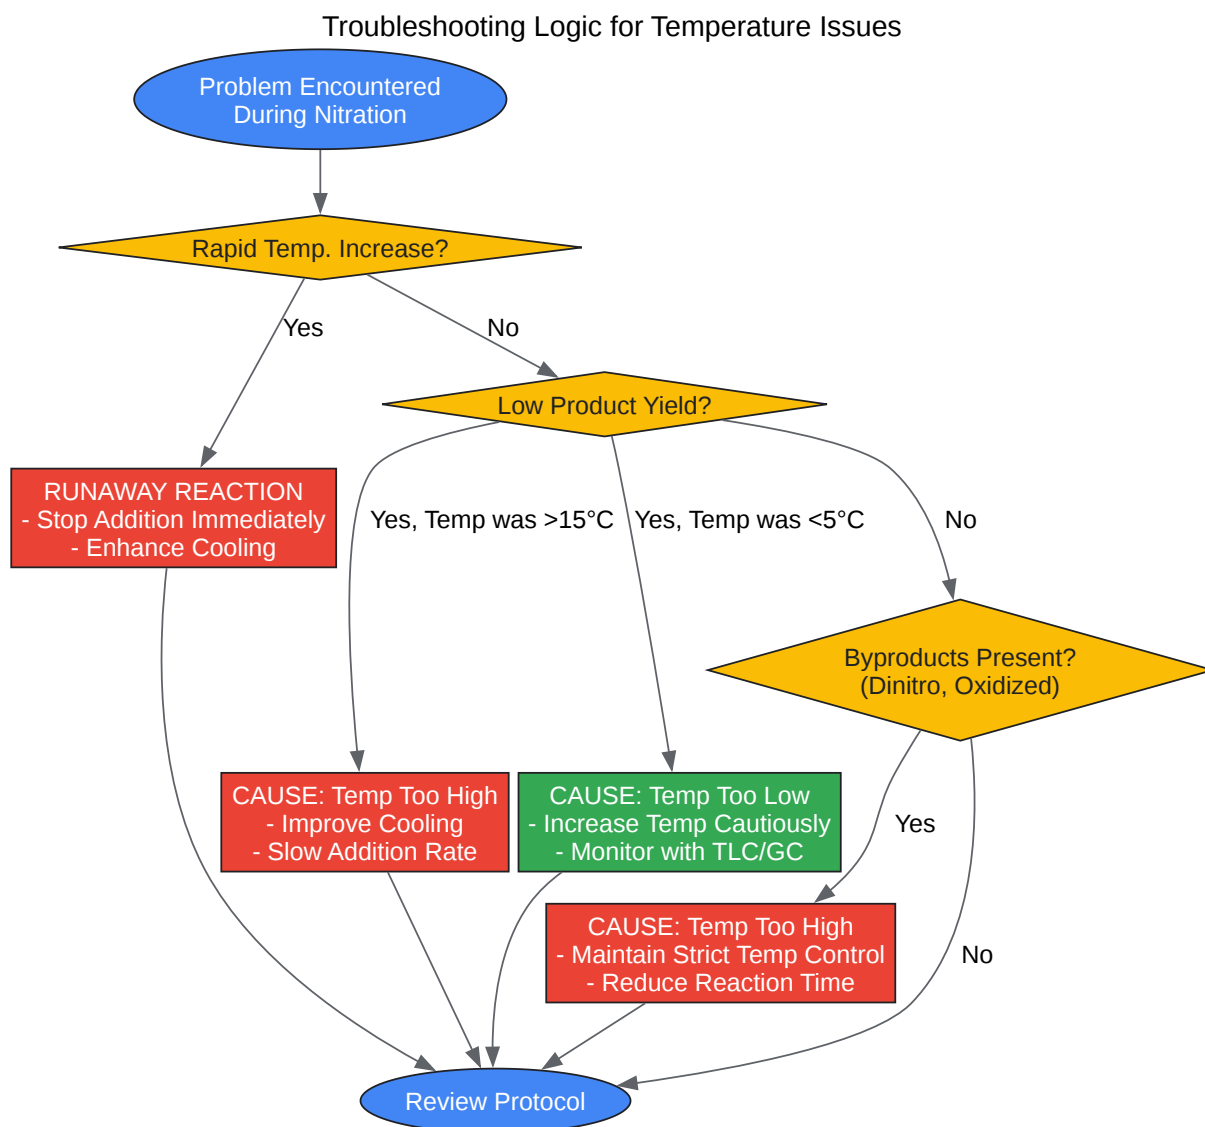 Troubleshooting Logic for Temperature Issues
Problem Encountered
During Nitration
Rapid Temp. Increase?
Yes
No
Low Product Yield?
RUNAWAY REACTION
- Stop Addition Immediately
- Enhance Cooling
Yes, Temp was >15°C
Yes, Temp was <5°C
No
Byproducts Present?
(Dinitro, Oxidized)
CAUSE: Temp Too High
- Improve Cooling
- Slow Addition Rate
CAUSE: Temp Too Low
- Increase Temp Cautiously
- Monitor with TLC/GC
Yes
CAUSE: Temp Too High
- Maintain Strict Temp Control
- Reduce Reaction Time
No
Review Protocol